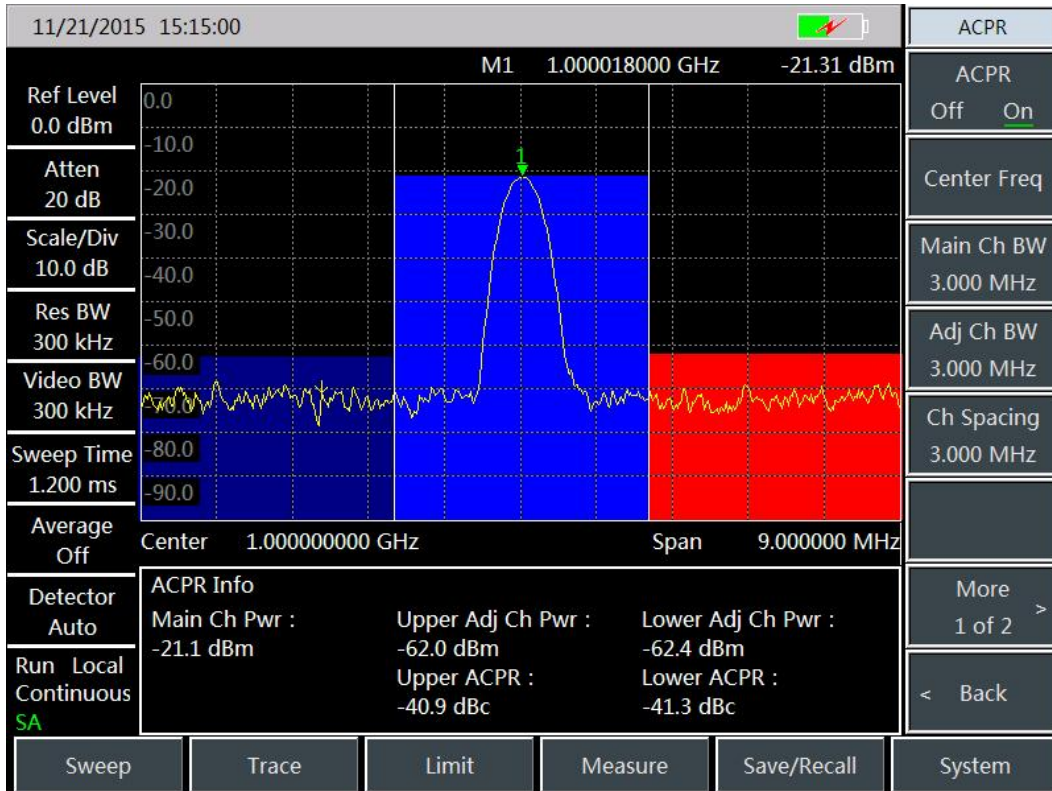 11/21/2015 15:15:00
ACPR
M1 1.000018000 GHz -21.31 dBm
Ref Level
0.0 dBm
Atten
20 dB
Scale/Div
10.0 dB
Res BW
300 kHz
Video BW
300 kHz
Sweep Time
1.200 ms
Average
Off
Detector
Auto
Run Local
Continuous
SA
0.0
-10.0
-20.0
-30.0
-40.0
-50.0
-60.0
-70.0
-80.0
-90.0
1
Center 1.000000000 GHz Span 9.000000 MHz
ACPR Info
Main Ch Pwr : Upper Adj Ch Pwr : Lower Adj Ch Pwr :
-21.1 dBm -62.0 dBm -62.4 dBm
Upper ACPR : Lower ACPR :
-40.9 dBc -41.3 dBc
ACPR
Off On
Center Freq
Main Ch BW
3.000 MHz
Adj Ch BW
3.000 MHz
Ch Spacing
3.000 MHz
More >
1 of 2
< Back
Sweep Trace Limit Measure Save/Recall System